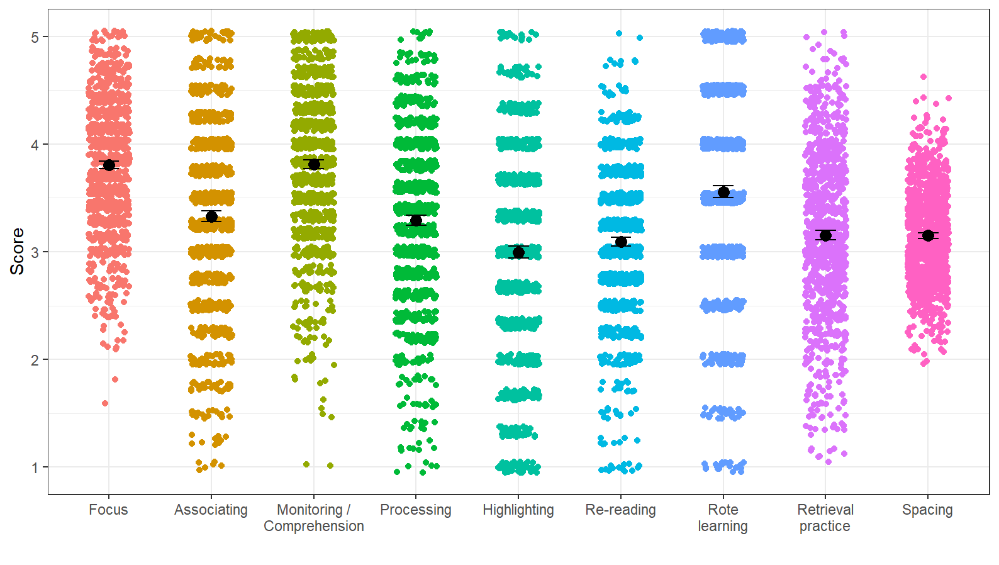 Score
5
4
3
2
1
Focus
Associating
Monitoring /
Comprehension
Processing
Highlighting
Re-reading
Rote
learning
Retrieval
practice
Spacing